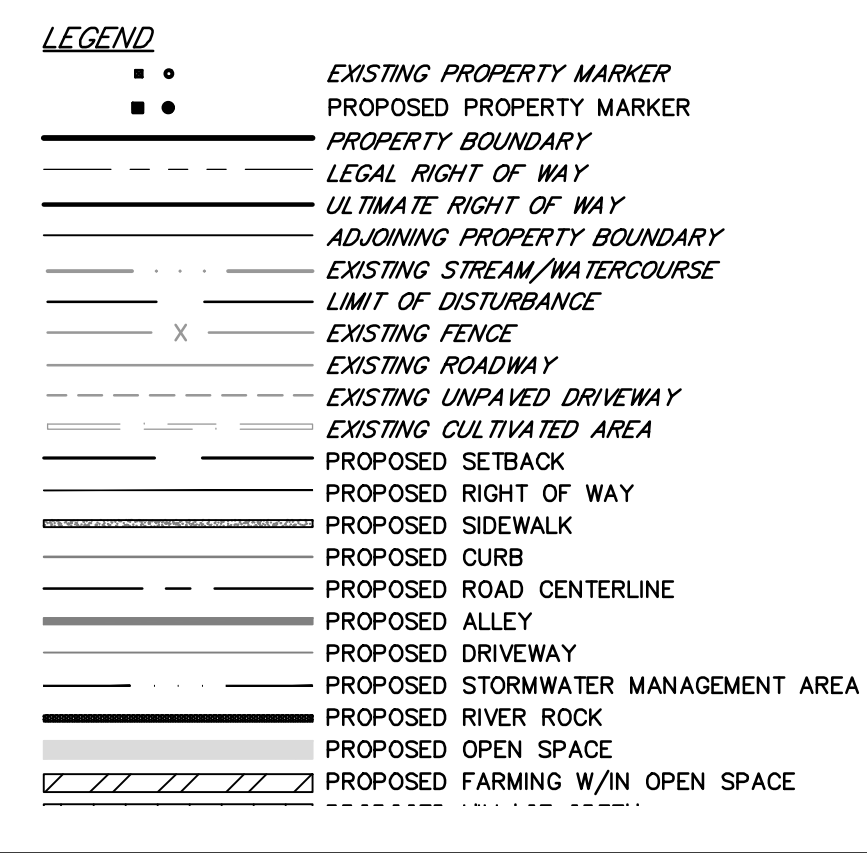 LEGEND
EXISTING PROPERTY MARKER
PROPOSED PROPERTY MARKER
PROPERTY BOUNDARY
LEGAL RIGHT OF WAY
ULTIMATE RIGHT OF WAY
ADJOINING PROPERTY BOUNDARY
EXISTING STREAM/WATERCOURSE
LIMIT OF DISTURBANCE
EXISTING FENCE
X
EXISTING ROADWAY
EXISTING UNPAVED DRIVEWAY
EXISTING CULTIVATED AREA
PROPOSED SETBACK
PROPOSED RIGHT OF WAY
PROPOSED SIDEWALK
PROPOSED CURB
PROPOSED ROAD CENTERLINE
PROPOSED ALLEY
PROPOSED DRIVEWAY
PROPOSED STORMWATER MANAGEMENT AREA
PROPOSED RIVER ROCK
PROPOSED OPEN SPACE
PROPOSED FARMING W/IN OPEN SPACE
PROPOSED